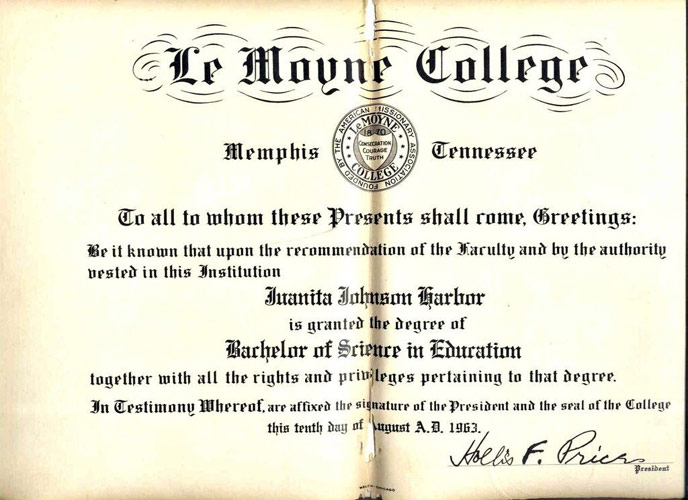 Le Moyne College
Memphis
Tennessee
FOUNDED BY THE AMERICAN MISSIONARY ASSOCIATION
LE MOYNE
1870
CONSECRATION
COURAGE
TRUTH
COLLEGE
To all to whom these Presents shall come, Greetings:
Be it known that upon the recommendation of the Faculty and by the authority
vested in this Institution
Juanita Johnson Harbor
is granted the degree of
Bachelor of Science in Education
together with all the rights and privileges pertaining to that degree.
In Testimony Whereof, are affixed the signature of the President and the seal of the College
this tenth day of August A.D. 1963.
Hollis F. Price
President